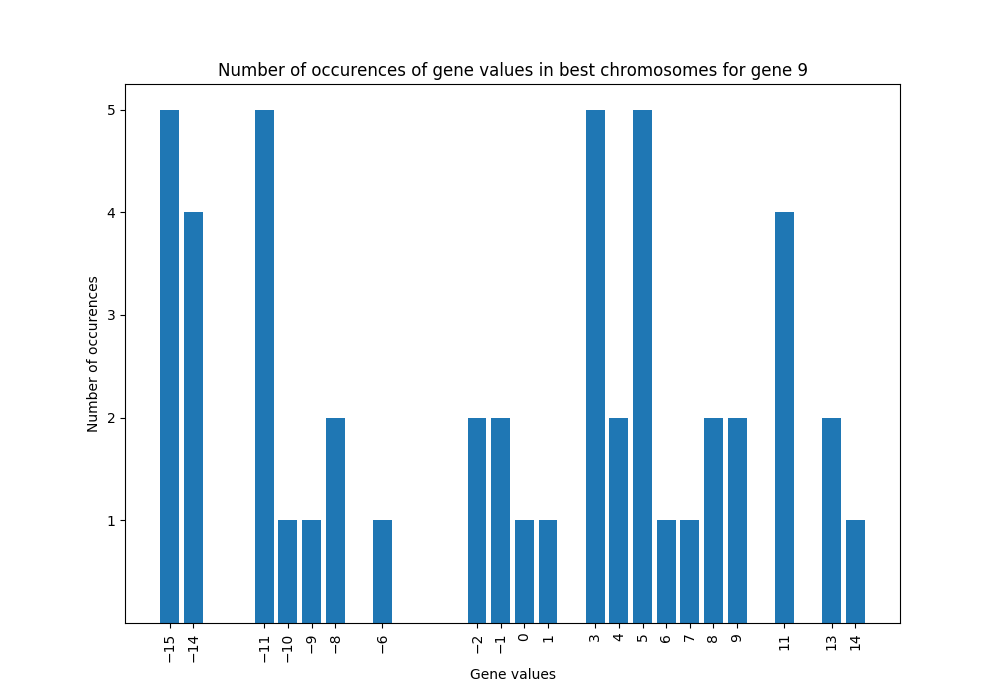 Number of occurences of gene values in best chromosomes for gene 9
Number of occurences
5
4
3
2
1
−15 −14 −11 −10 −9 −8 −6 −2 −1 0 1 3 4 5 6 7 8 9 11 13 14
Gene values